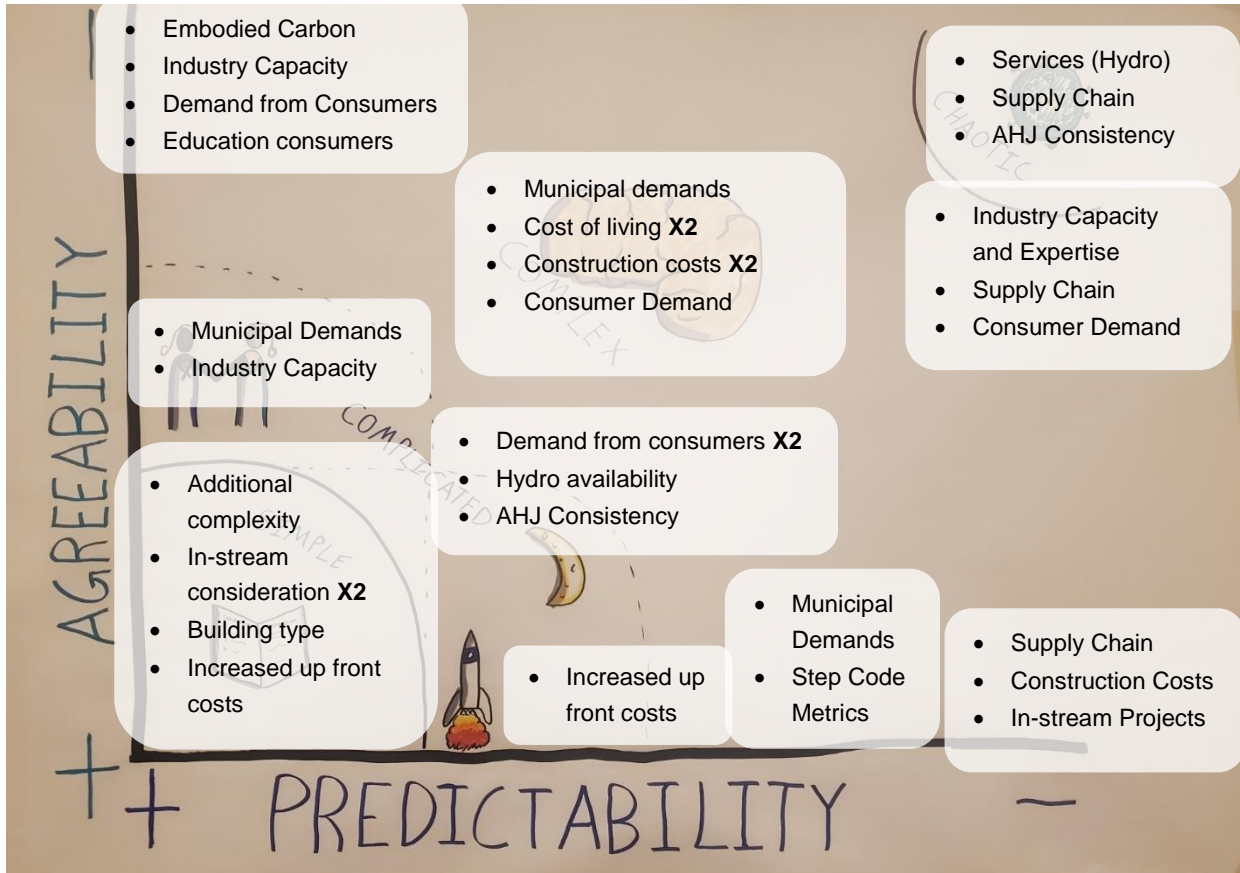 • Embodied Carbon
• Industry Capacity
• Demand from Consumers
• Education consumers
• Services (Hydro)
• Supply Chain
• AHJ Consistency
CHAOTIC
• Municipal demands
• Cost of living X2
• Construction costs X2
• Consumer Demand
COMPLEX
• Industry Capacity
and Expertise
• Supply Chain
• Consumer Demand
• Municipal Demands
• Industry Capacity
COMPLICATED
• Demand from consumers X2
• Hydro availability
• AHJ Consistency
• Additional
complexity
• In-stream
consideration X2
• Building type
• Increased up front
costs
SIMPLE
• Increased up
front costs
• Municipal
Demands
• Step Code
Metrics
• Supply Chain
• Construction Costs
• In-stream Projects
AGREEABILITY
−
+
+
PREDICTABILITY
−